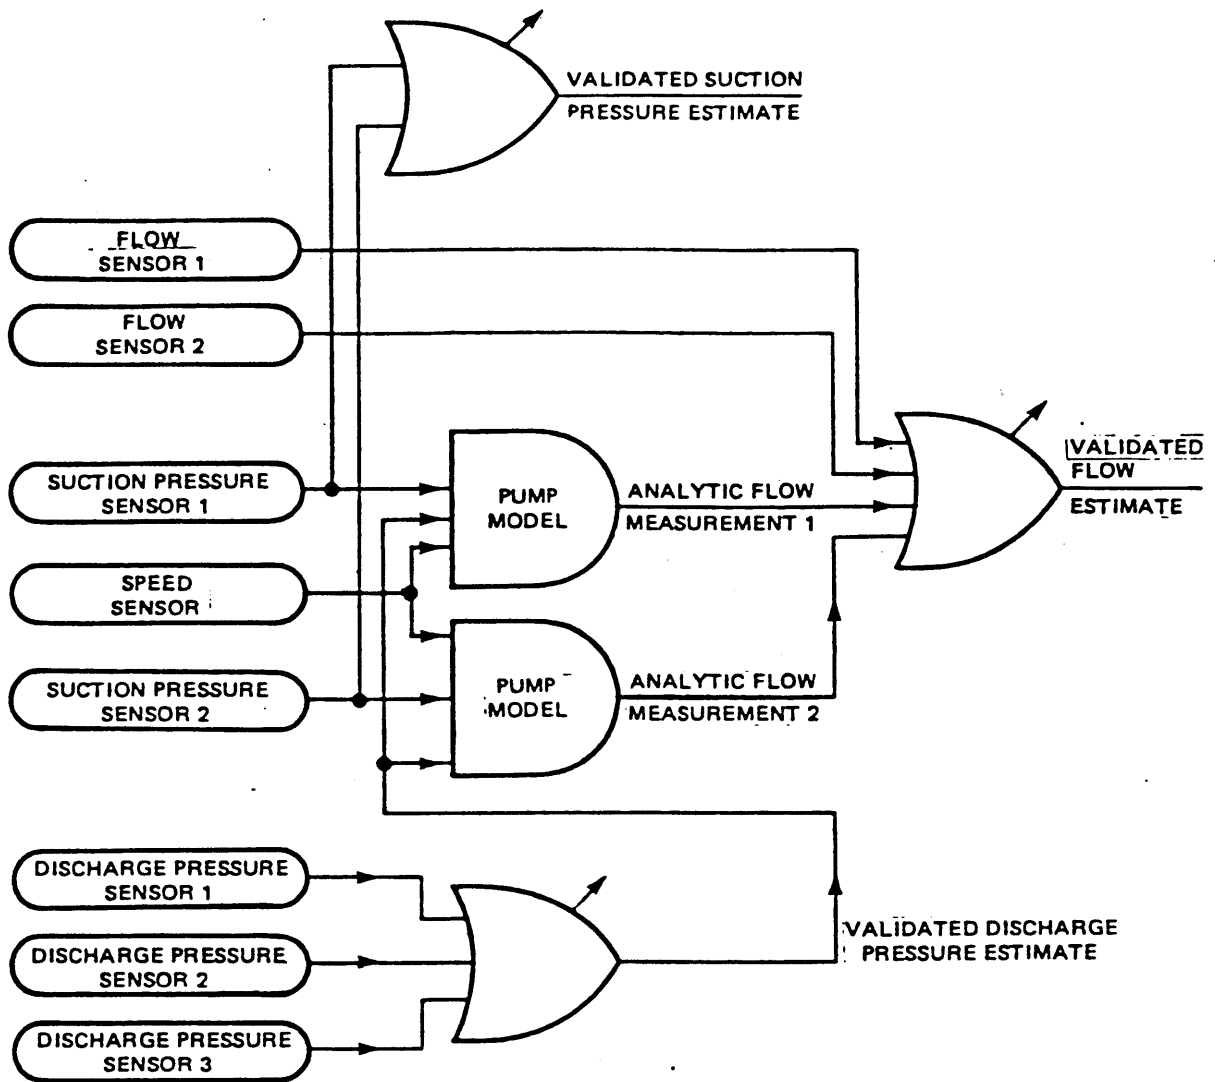 VALIDATED SUCTION
PRESSURE ESTIMATE
FLOW
SENSOR 1
FLOW
SENSOR 2
SUCTION PRESSURE
SENSOR 1
PUMP
MODEL
ANALYTIC FLOW
MEASUREMENT 1
VALIDATED
FLOW
ESTIMATE
SPEED
SENSOR
SUCTION PRESSURE
SENSOR 2
PUMP
MODEL
ANALYTIC FLOW
MEASUREMENT 2
DISCHARGE PRESSURE
SENSOR 1
DISCHARGE PRESSURE
SENSOR 2
DISCHARGE PRESSURE
SENSOR 3
VALIDATED DISCHARGE
PRESSURE ESTIMATE